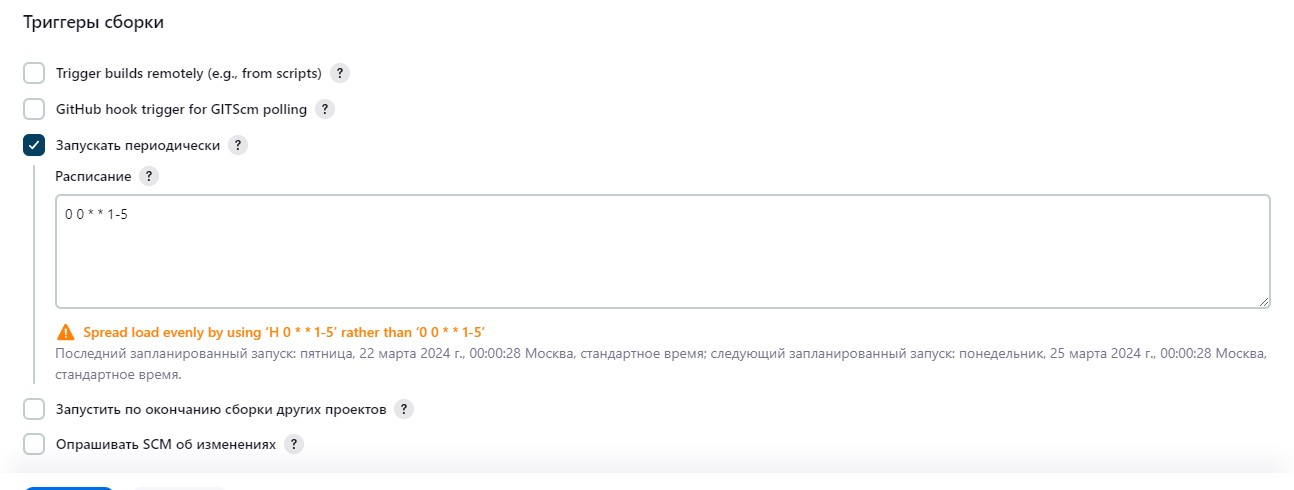 Триггеры сборки
Trigger builds remotely (e.g., from scripts) ?
GitHub hook trigger for GITScm polling ?
Запускать периодически ?
Расписание ?
0 0 * * 1-5
Spread load evenly by using ‘H 0 * * 1-5’ rather than ‘0 0 * * 1-5’
Последний запланированный запуск: пятница, 22 марта 2024 г., 00:00:28 Москва, стандартное время; следующий запланированный запуск: понедельник, 25 марта 2024 г., 00:00:28 Москва,
стандартное время.
Запустить по окончанию сборки других проектов ?
Опрашивать SCM об изменениях ?